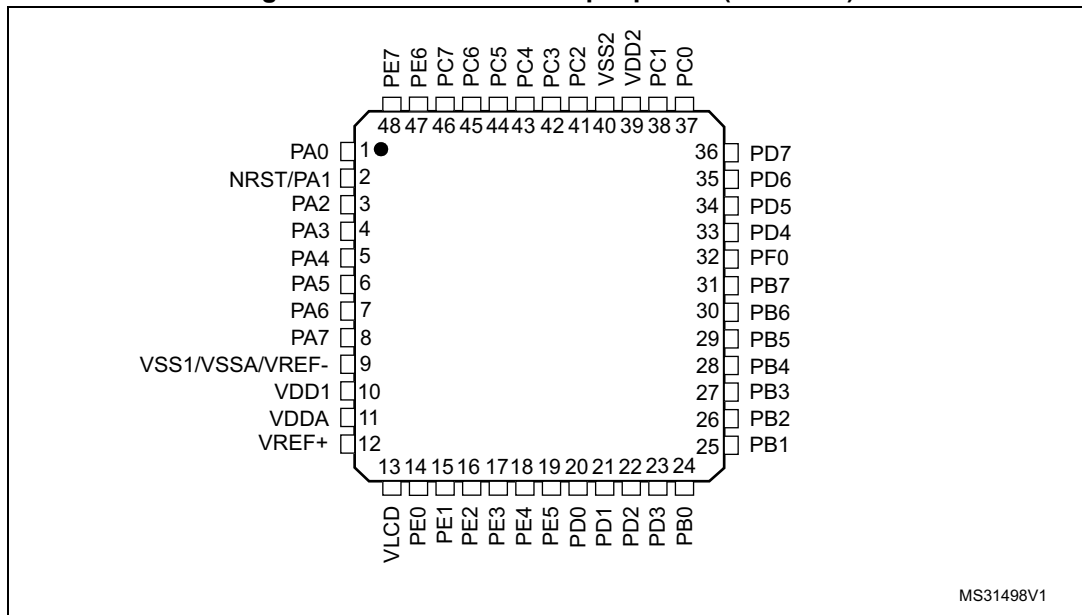 PE7 PE6 PC7 PC6 PC5 PC4 PC3 PC2 VSS2 VDD2 PC1 PC0
48 47 46 45 44 43 42 41 40 39 38 37
PA0 1 36 PD7
NRST/PA1 2 35 PD6
PA2 3 34 PD5
PA3 4 33 PD4
PA4 5 32 PF0
PA5 6 31 PB7
PA6 7 30 PB6
PA7 8 29 PB5
VSS1/VSSA/VREF- 9 28 PB4
VDD1 10 27 PB3
VDDA 11 26 PB2
VREF+ 12 25 PB1
13 14 15 16 17 18 19 20 21 22 23 24
VLCD PE0 PE1 PE2 PE3 PE4 PE5 PD0 PD1 PD2 PD3 PB0
MS31498V1